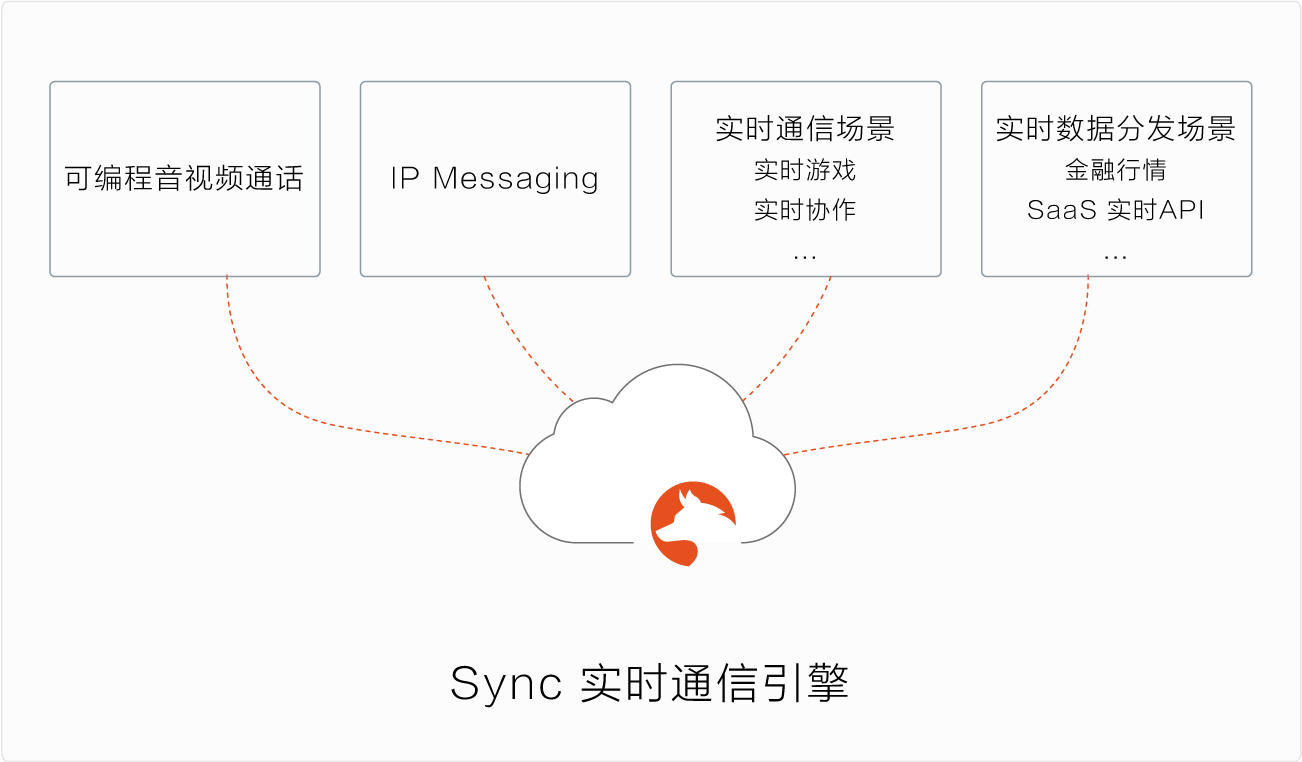 可编程音视频通话
IP Messaging
实时通信场景
实时游戏
实时协作
...
实时数据分发场景
金融行情
SaaS 实时API
...
Sync 实时通信引擎